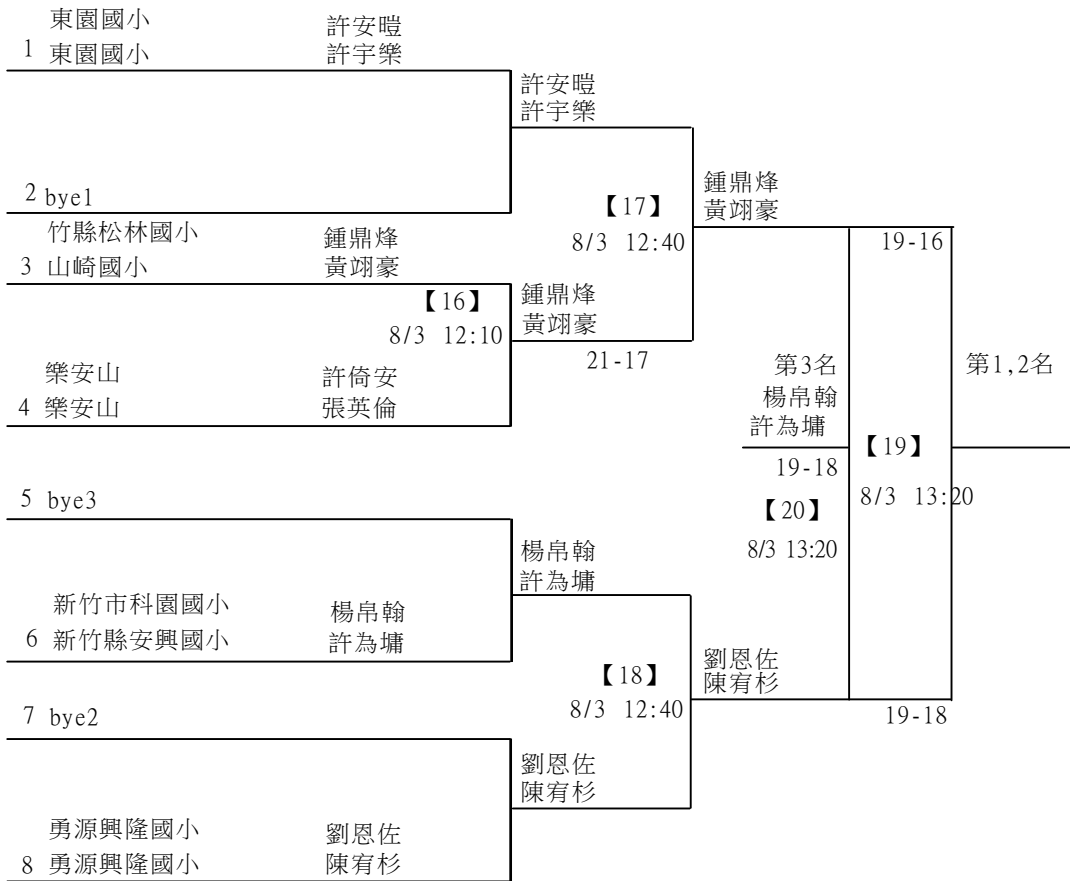 東園國小 許安暟
1 東園國小 許宇樂
許安暟
許宇樂
2 bye1
【17】
8/3 12:40
鍾鼎烽
黃翊豪
19-16
竹縣松林國小 鍾鼎烽
3 山崎國小 黃翊豪
【16】
8/3 12:10
鍾鼎烽
黃翊豪
21-17
樂安山 許倚安
4 樂安山 張英倫
第3名
楊帛翰
許為墉
19-18
【20】
8/3 13:20
第1,2名
【19】
8/3 13:20
5 bye3
楊帛翰
許為墉
新竹市科園國小 楊帛翰
6 新竹縣安興國小 許為墉
【18】
8/3 12:40
劉恩佐
陳宥杉
19-18
7 bye2
劉恩佐
陳宥杉
勇源興隆國小 劉恩佐
8 勇源興隆國小 陳宥杉